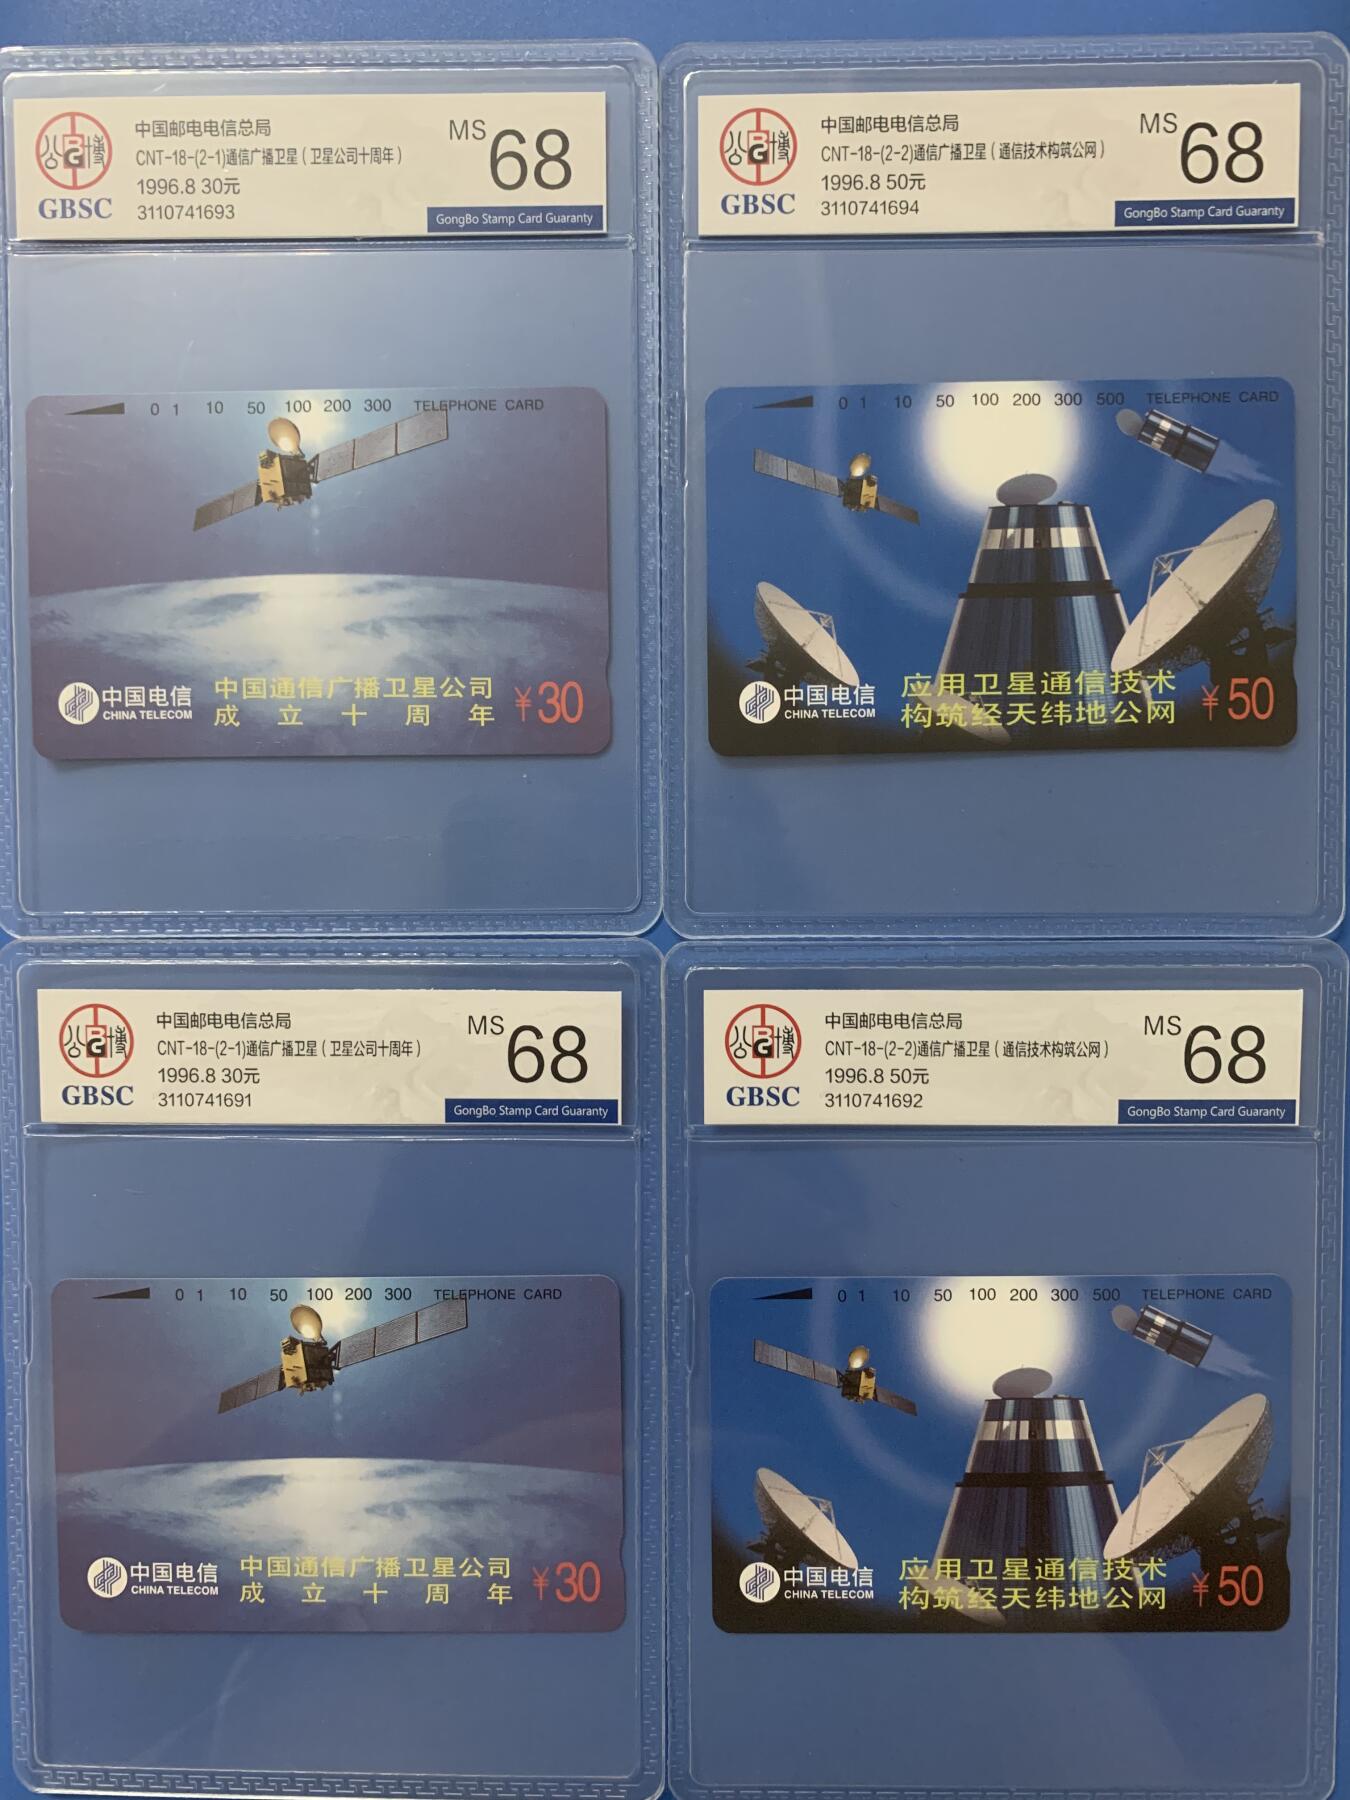 公
BG
博
GBSC
中国邮电电信总局
CNT-18-(2-1)通信广播卫星(卫星公司十周年)
1996.8 30元
3110741693
MS 68
GongBo Stamp Card Guaranty
0 1 10 50 100 200 300 TELEPHONE CARD
中国电信
CHINA TELECOM
中国通信广播卫星公司
成立十周年
¥30
公
BG
博
GBSC
中国邮电电信总局
CNT-18-(2-2)通信广播卫星(通信技术构筑公网)
1996.8 50元
3110741694
MS 68
GongBo Stamp Card Guaranty
0 1 10 50 100 200 300 500 TELEPHONE CARD
中国电信
CHINA TELECOM
应用卫星通信技术
构筑经天纬地公网
¥50
公
BG
博
GBSC
中国邮电电信总局
CNT-18-(2-1)通信广播卫星(卫星公司十周年)
1996.8 30元
3110741691
MS 68
GongBo Stamp Card Guaranty
0 1 10 50 100 200 300 TELEPHONE CARD
中国电信
CHINA TELECOM
中国通信广播卫星公司
成立十周年
¥30
公
BG
博
GBSC
中国邮电电信总局
CNT-18-(2-2)通信广播卫星(通信技术构筑公网)
1996.8 50元
3110741692
MS 68
GongBo Stamp Card Guaranty
0 1 10 50 100 200 300 500 TELEPHONE CARD
中国电信
CHINA TELECOM
应用卫星通信技术
构筑经天纬地公网
¥50